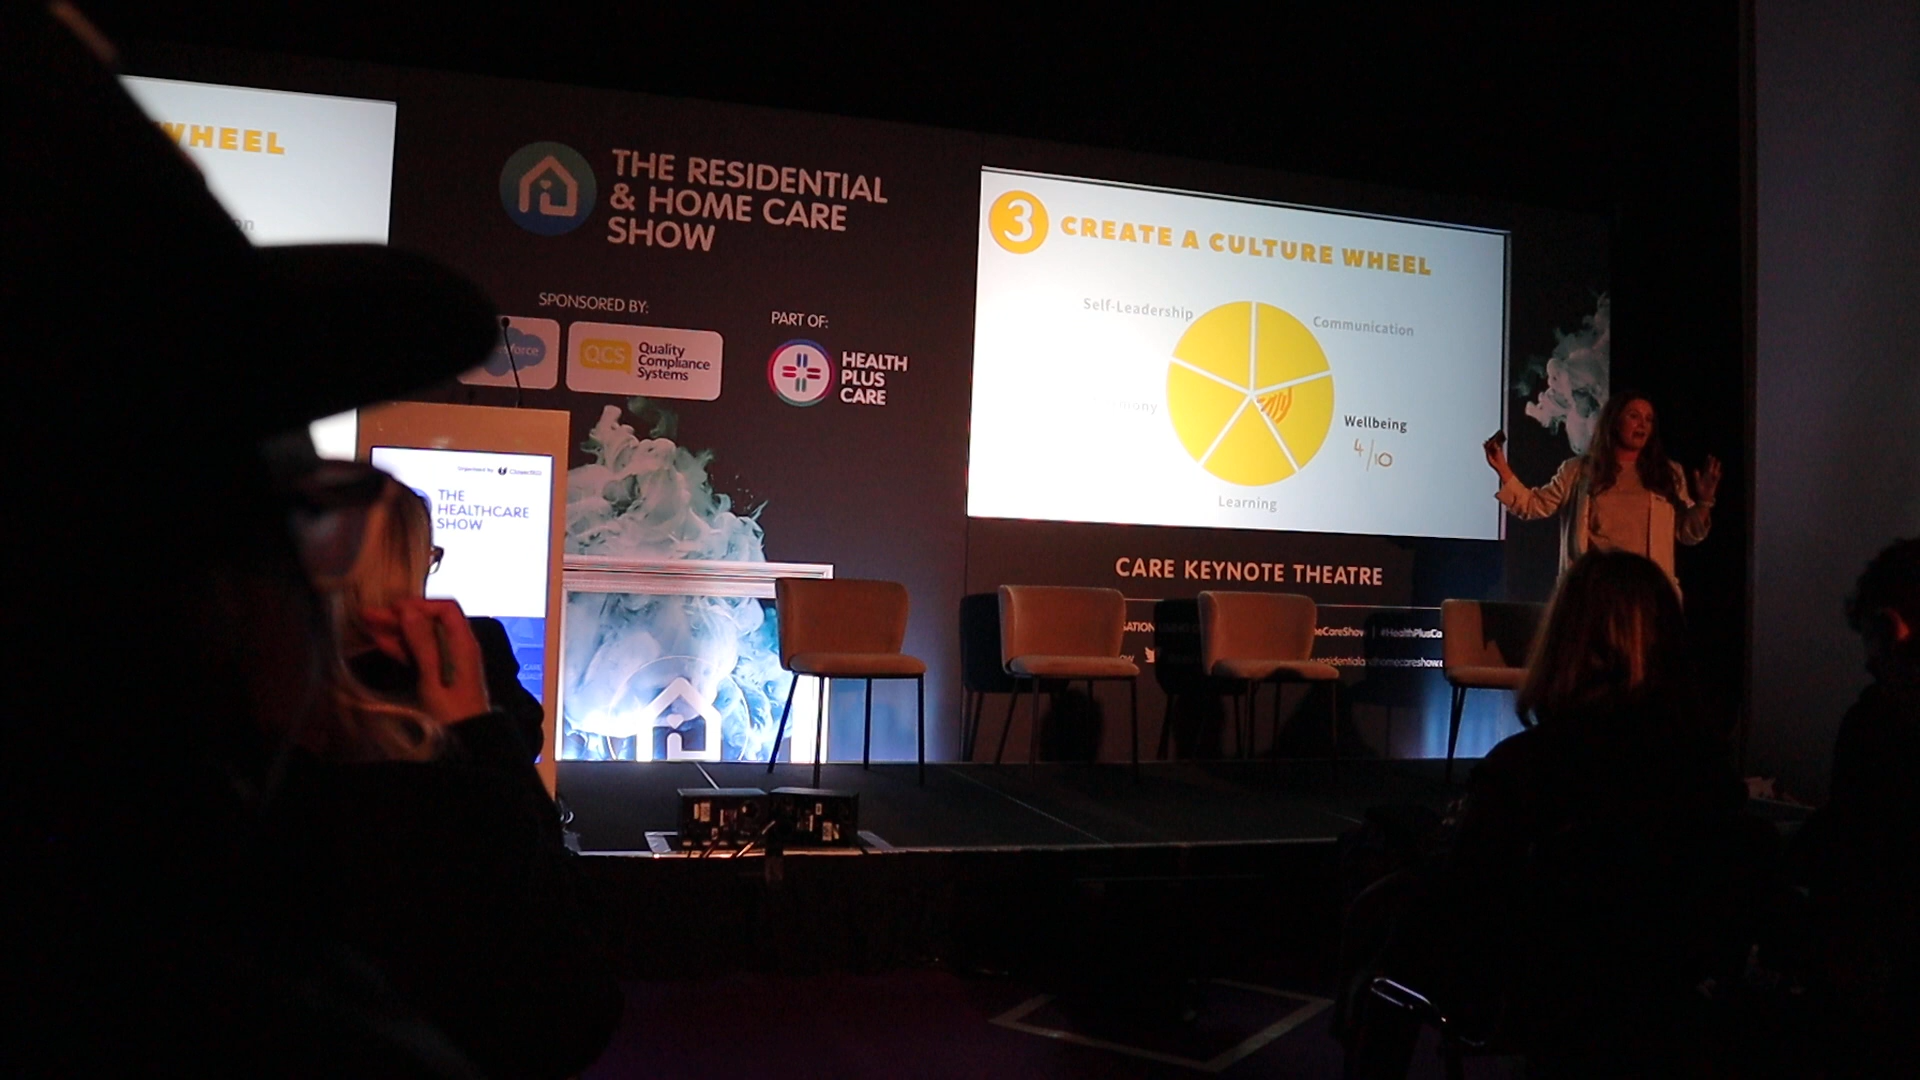 WHEEL
THE RESIDENTIAL
& HOME CARE
SHOW
SPONSORED BY:
QCS
Quality
Compliance
Systems
PART OF:
HEALTH
PLUS
CARE
3
CREATE A CULTURE WHEEL
Self-Leadership
Communication
Wellbeing
4/10
Learning
THE
HEALTHCARE
SHOW
CARE KEYNOTE THEATRE